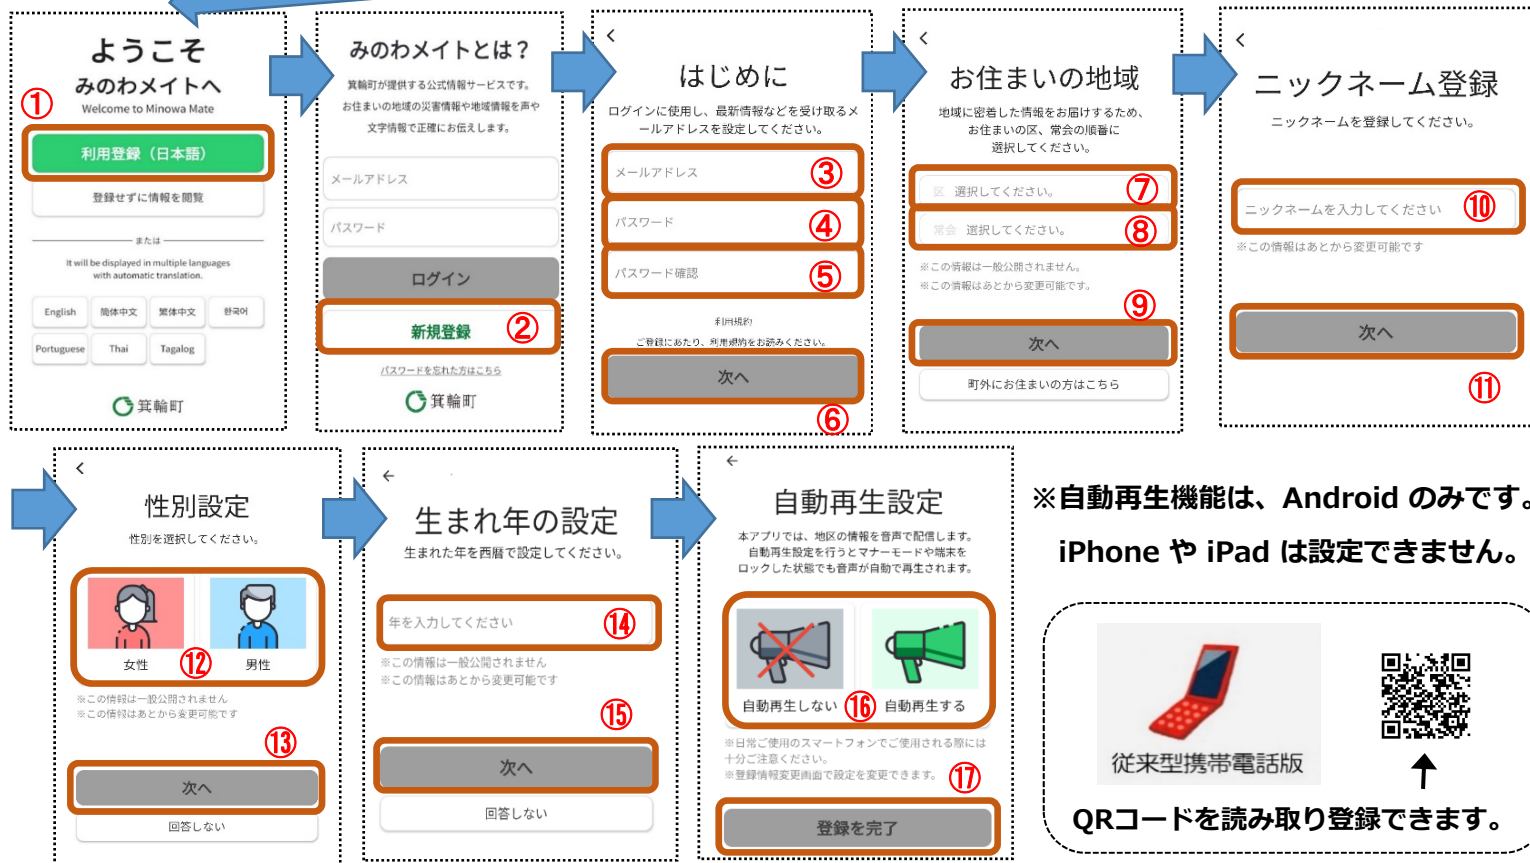 ようこそ
みのわメイトへ
Welcome to Minowa Mate
①
利用登録（日本語）
登録せずに情報を閲覧
または
It will be displayed in multiple languages
with automatic translation.
English 简体中文 繁体中文 한국어
Portuguese Thai Tagalog
箕輪町
みのわメイトとは？
箕輪町が提供する公式情報サービスです。
お住まいの地域の災害情報や地域情報を声や
文字情報で正確にお伝えします。
メールアドレス
パスワード
ログイン
新規登録 ②
パスワードを忘れた方はこちら
箕輪町
はじめに
ログインに使用し、最新情報などを受け取るメ
ールアドレスを設定してください。
メールアドレス ③
パスワード ④
パスワード確認 ⑤
利用規約
ご登録にあたり、利用規約をお読みください。
次へ
⑥
お住まいの地域
地域に密着した情報をお届けするため、
お住まいの区、常会の順番に
選択してください。
区 選択してください。 ⑦
常会 選択してください。 ⑧
※この情報は一般公開されません。
※この情報はあとから変更可能です。
⑨
次へ
町外にお住まいの方はこちら
ニックネーム登録
ニックネームを登録してください。
ニックネームを入力してください ⑩
※この情報はあとから変更可能です
次へ
⑪
性別設定
性別を選択してください。
女性 ⑫ 男性
※この情報は一般公開されません
※この情報はあとから変更可能です
⑬
次へ
回答しない
生まれ年の設定
生まれた年を西暦で設定してください。
年を入力してください ⑭
※この情報は一般公開されません
※この情報はあとから変更可能です
⑮
次へ
回答しない
自動再生設定
本アプリでは、地区の情報を音声で配信します。
自動再生設定を行うとマナーモードや端末を
ロックした状態でも音声が自動で再生されます。
自動再生しない ⑯ 自動再生する
※日常ご使用のスマートフォンでご使用される際には
十分ご注意ください。
※登録情報変更画面で設定を変更できます。 ⑰
登録を完了
※自動再生機能は、Android のみです。
iPhone や iPad は設定できません。
従来型携帯電話版
QRコードを読み取り登録できます。